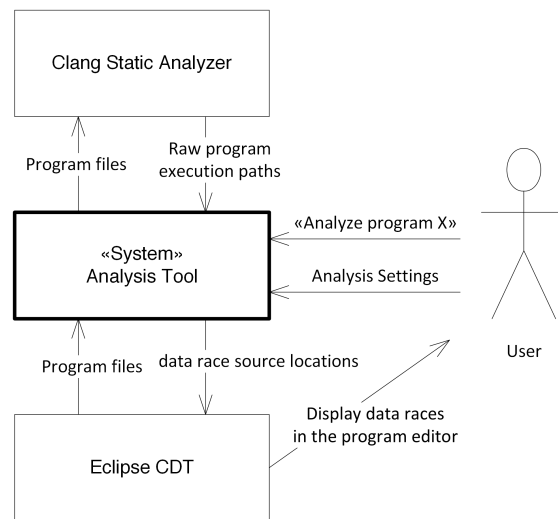 Clang Static Analyzer
Program files
Raw program
execution paths
«System»
Analysis Tool
«Analyze program X»
Analysis Settings
User
Program files
data race source locations
Display data races
in the program editor
Eclipse CDT